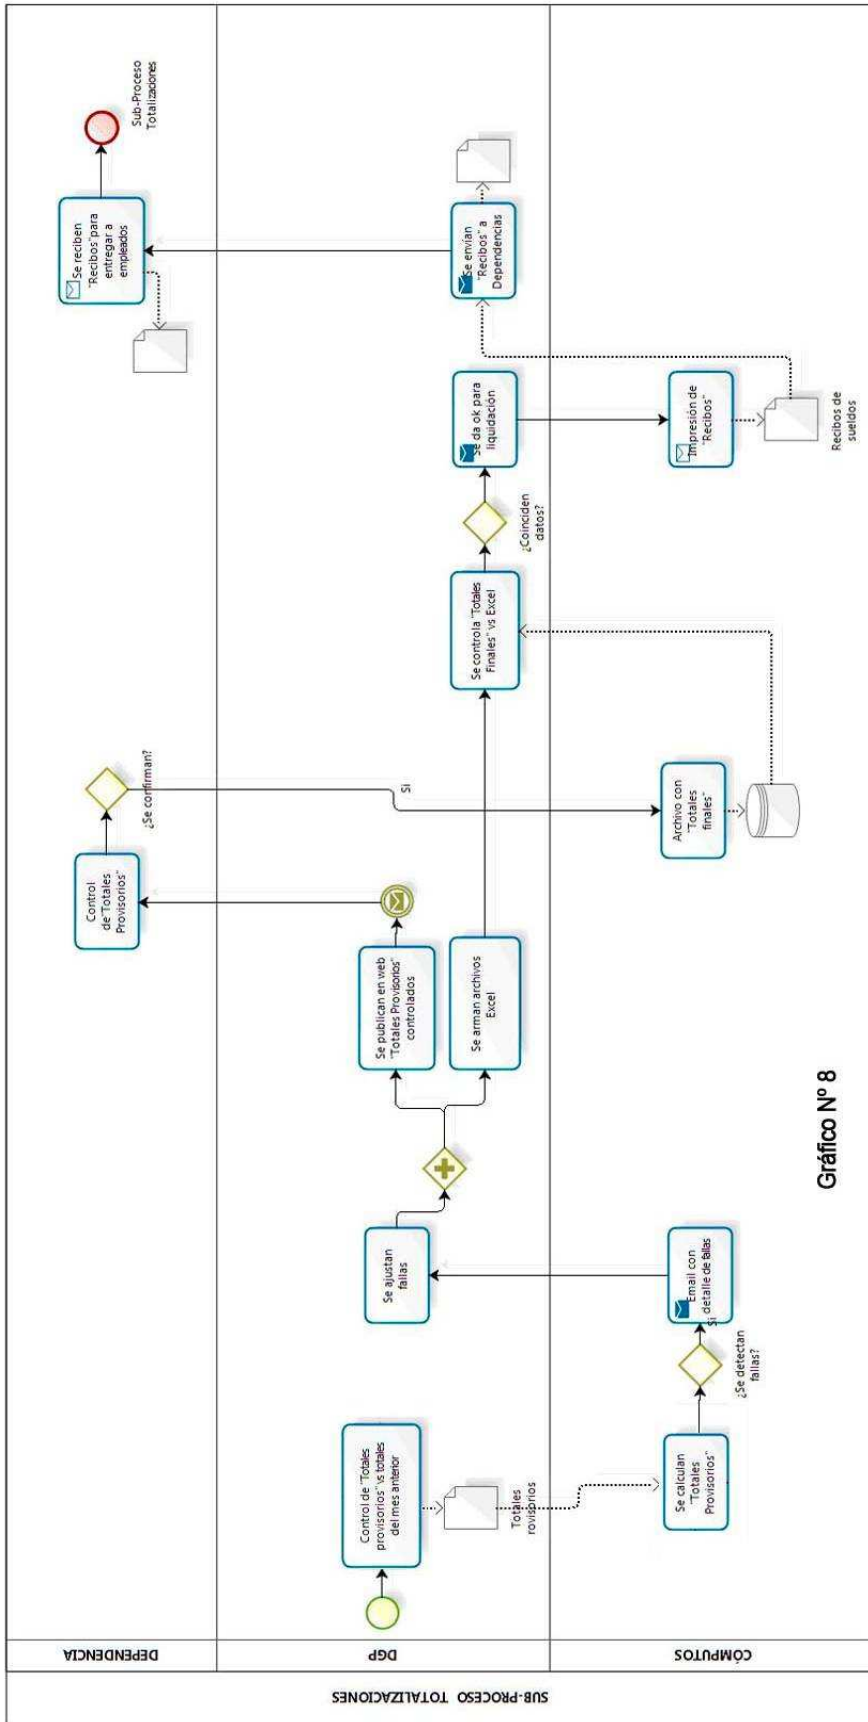 SUB-PROCESO TOTALIZACIONES
DEPENDENCIA
DGP
CÓMPUTOS
Control de "Totales
provisorios" vs totales
del mes anterior
Totales
rovisorios
Se calculan
"Totales
Provisorios"
¿Se detectan
fallas?
Si
Email con
detalle de fallas
Se ajustan
fallas
Se publican en web
"Totales Provisorios"
controlados
Se arman archivos
Excel
Control
de "Totales
Provisorios"
¿Se confirman?
Si
Archivo con
"Totales
finales"
Se controla "Totales
Finales" vs Excel
¿Coinciden
datos?
Se da ok para
liquidación
Impresión de
"Recibos"
Recibos de
sueldos
Se envían
"Recibos" a
Dependencias
Se reciben
"Recibos" para
entregar a
empleados
Sub-Proceso
Totalizaciones
Gráfico Nº 8